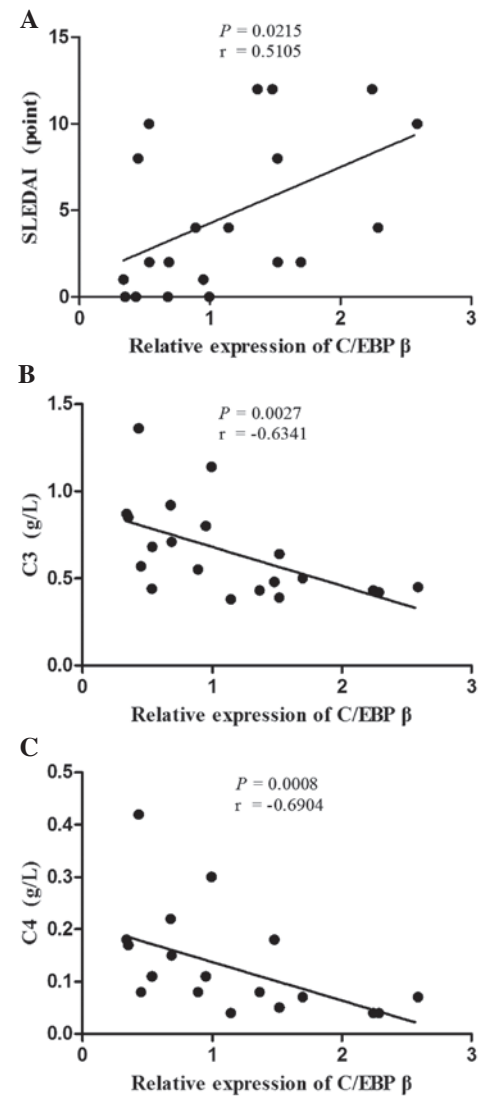 A
P = 0.0215
r = 0.5105
15
10
5
0
SLEDAI (point)
0 1 2 3
Relative expression of C/EBP β
B
P = 0.0027
r = -0.6341
1.5
1.0
0.5
0.0
C3 (g/L)
0 1 2 3
Relative expression of C/EBP β
C
P = 0.0008
r = -0.6904
0.5
0.4
0.3
0.2
0.1
0.0
C4 (g/L)
0 1 2 3
Relative expression of C/EBP β